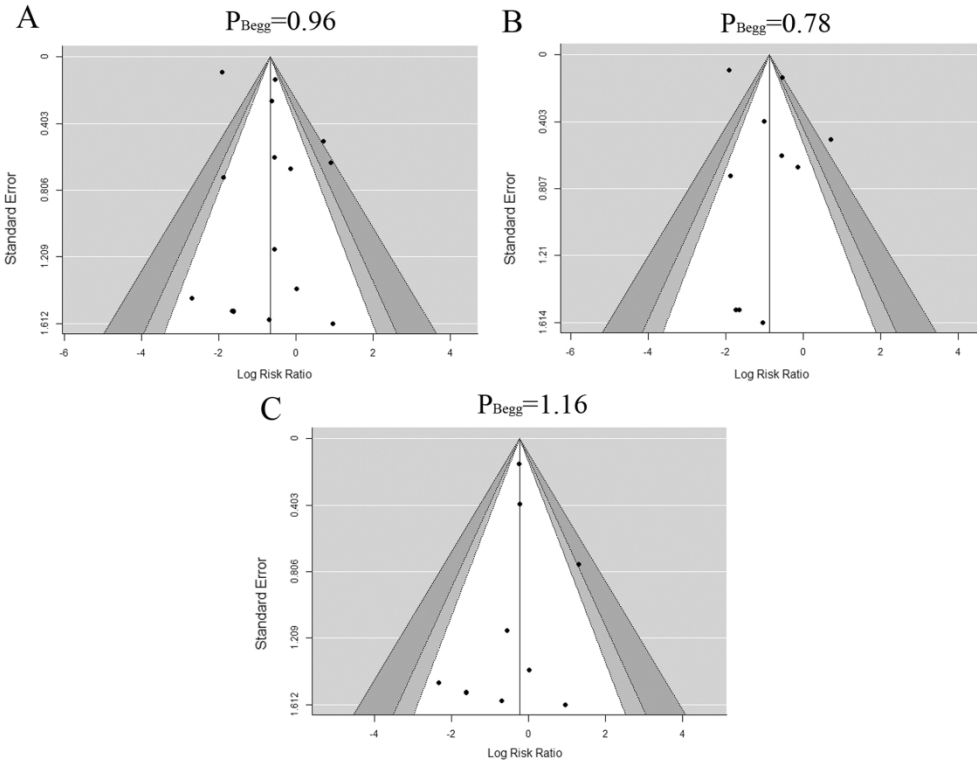 A
P_Begg=0.96
0
0.403
0.806
1.209
1.612
Standard Error
-6
-4
-2
0
2
4
Log Risk Ratio
B
P_Begg=0.78
0
0.403
0.807
1.21
1.614
Standard Error
-6
-4
-2
0
2
4
Log Risk Ratio
C
P_Begg=1.16
0
0.403
0.806
1.209
1.612
Standard Error
-4
-2
0
2
4
Log Risk Ratio